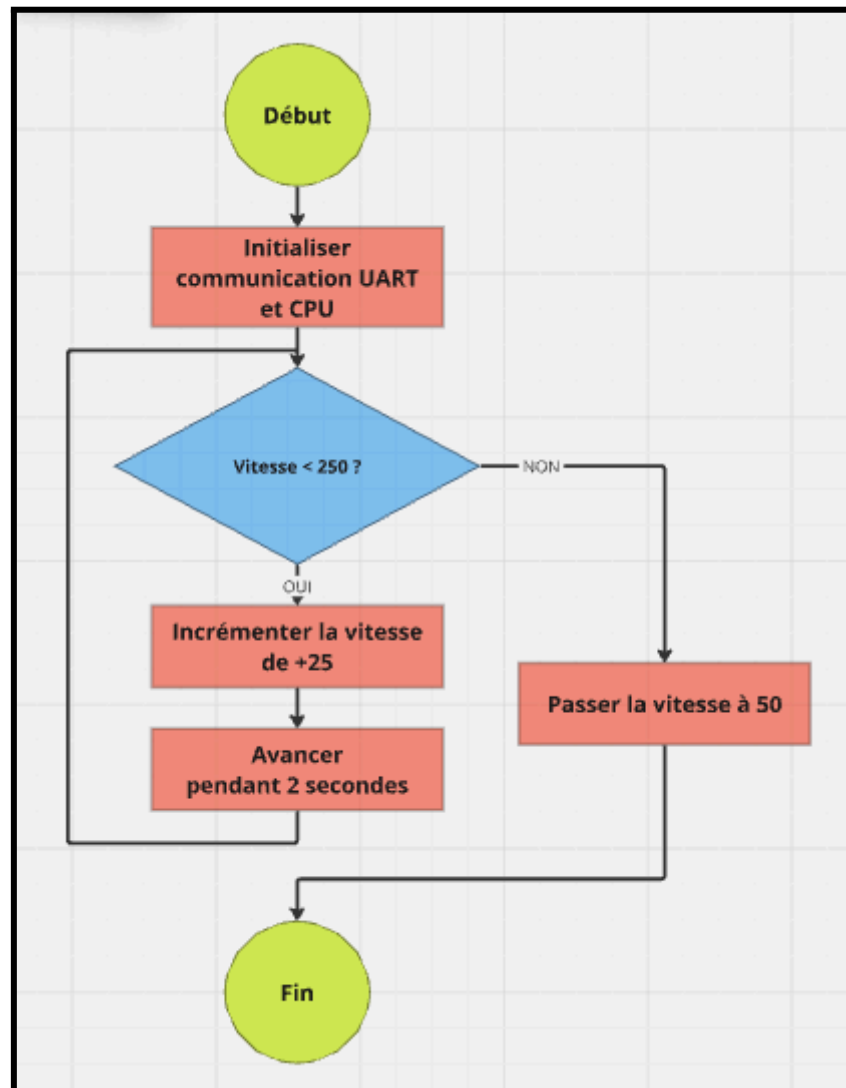 Début
Initialiser
communication UART
et CPU
Vitesse < 250 ?
NON
OUI
Incrémenter la vitesse
de +25
Passer la vitesse à 50
Avancer
pendant 2 secondes
Fin